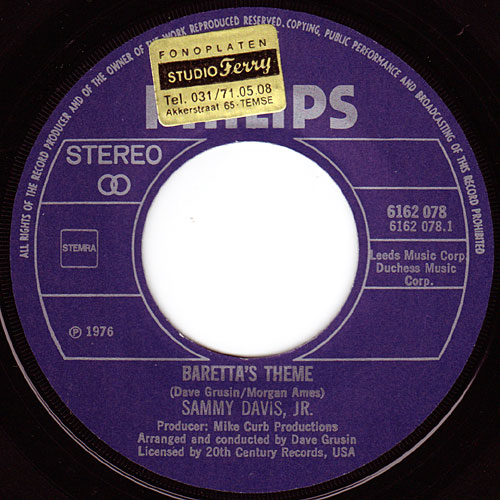 ALL RIGHTS OF THE RECORD PRODUCER AND OF THE OWNER OF THE WORK REPRODUCED RESERVED. COPYING, PUBLIC PERFORMANCE AND BROADCASTING OF THIS RECORD PROHIBITED
FONOPLATEN
STUDIO Ferry
Tel. 031/71.05.08
Akkerstraat 65-TEMSE
PHILIPS
STEREO
6162 078
6162 078.1
STEMRA
Leeds Music Corp.
Duchess Music
Corp.
℗ 1976
BARETTA'S THEME
(Dave Grusin/Morgan Ames)
SAMMY DAVIS, JR.
Producer: Mike Curb Productions
Arranged and conducted by Dave Grusin
Licensed by 20th Century Records, USA